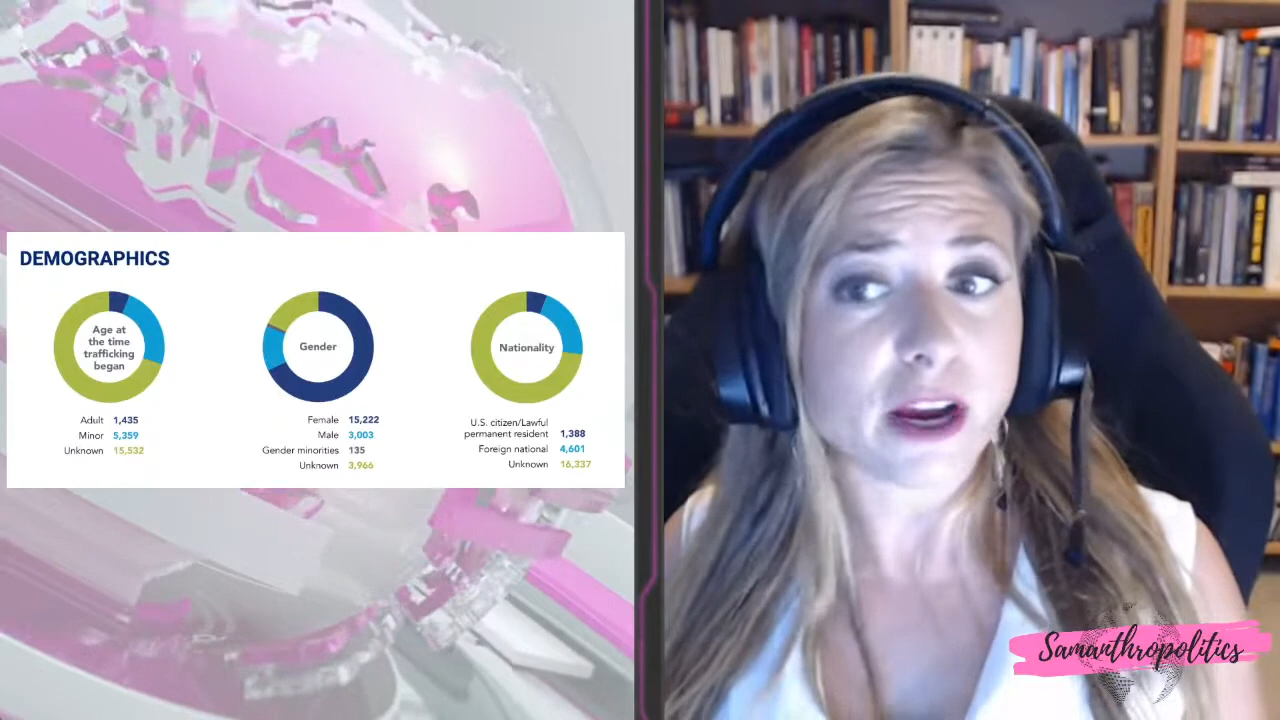 DEMOGRAPHICS
Age at
the time
trafficking
began
Adult 1,435
Minor 5,359
Unknown 15,532
Gender
Female 15,222
Male 3,003
Gender minorities 135
Unknown 3,966
Nationality
U.S. citizen/Lawful
permanent resident 1,388
Foreign national 4,601
Unknown 16,337
Samanthropolitics